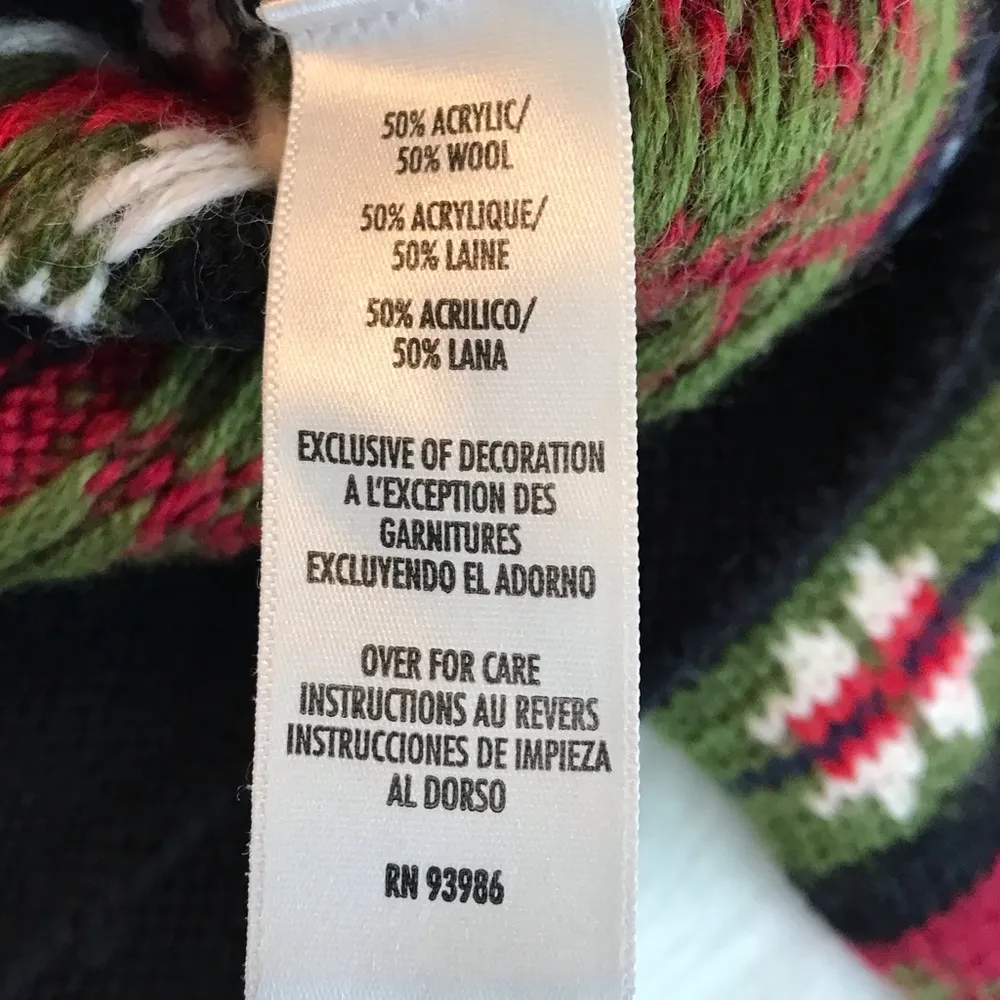 50% ACRYLIC/
50% WOOL
50% ACRYLIQUE/
50% LAINE
50% ACRILICO/
50% LANA
EXCLUSIVE OF DECORATION
A L'EXCEPTION DES
GARNITURES
EXCLUYENDO EL ADORNO
OVER FOR CARE
INSTRUCTIONS AU REVERS
INSTRUCCIONES DE IMPIEZA
AL DORSO
RN 93986